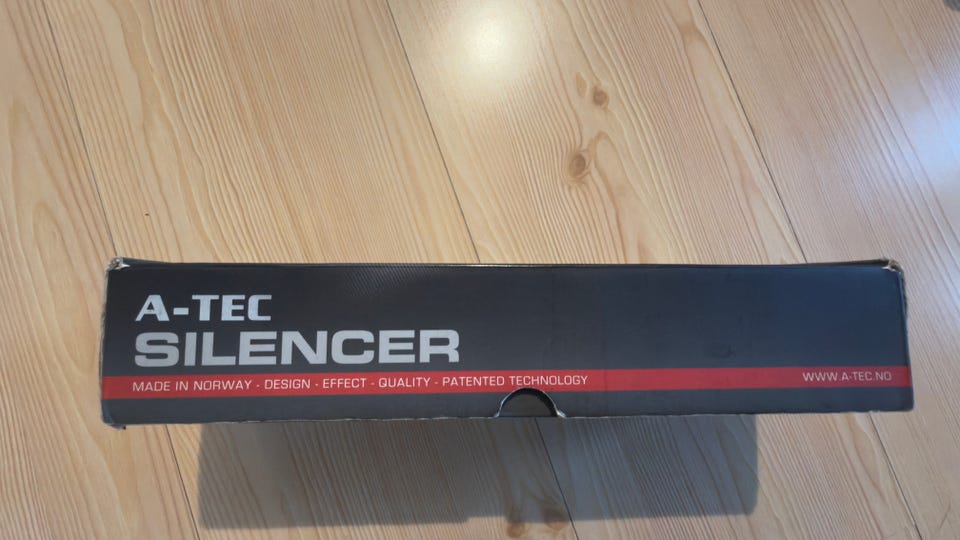 A-TEC
SILENCER
MADE IN NORWAY - DESIGN - EFFECT - QUALITY - PATENTED TECHNOLOGY
WWW.A-TEC.NO